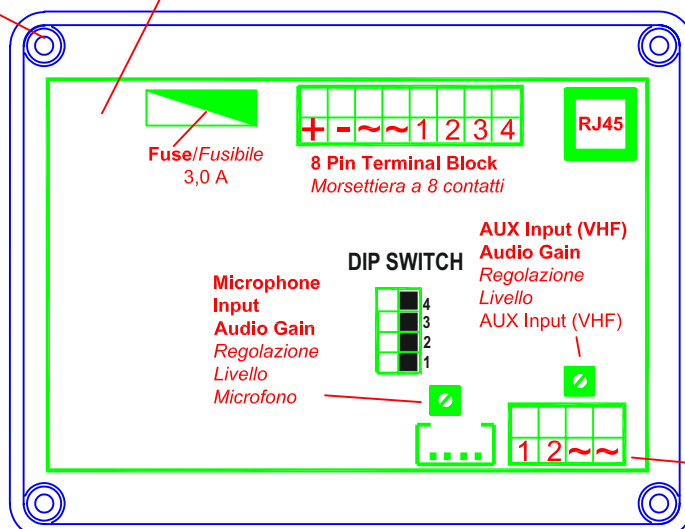 + - ~ ~ 1 2 3 4
RJ45
Fuse/Fusibile
3,0 A
8 Pin Terminal Block
Morsettiera a 8 contatti
AUX Input (VHF)
Audio Gain
Regolazione
Livello
AUX Input (VHF)
DIP SWITCH
4
3
2
1
Microphone
Input
Audio Gain
Regolazione
Livello
Microfono
1 2 ~ ~